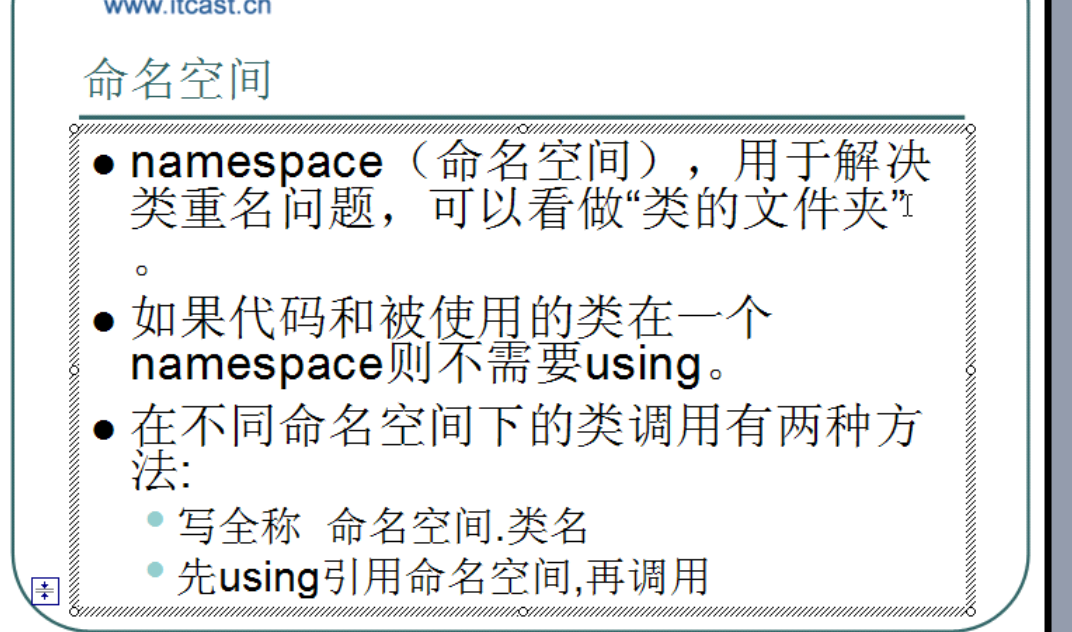 www.itcast.cn
命名空间
namespace（命名空间），用于解决
类重名问题，可以看做“类的文件夹”
。
如果代码和被使用的类在一个
namespace则不需要using。
在不同命名空间下的类调用有两种方
法:
写全称 命名空间.类名
先using引用命名空间,再调用